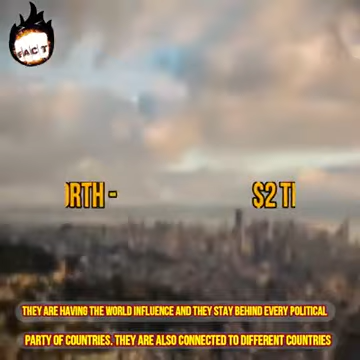 FACT
ORTH - $2 T
THEY ARE HAVING THE WORLD INFLUENCE AND THEY STAY BEHIND EVERY POLITICAL
PARTY OF COUNTRIES. THEY ARE ALSO CONNECTED TO DIFFERENT COUNTRIES